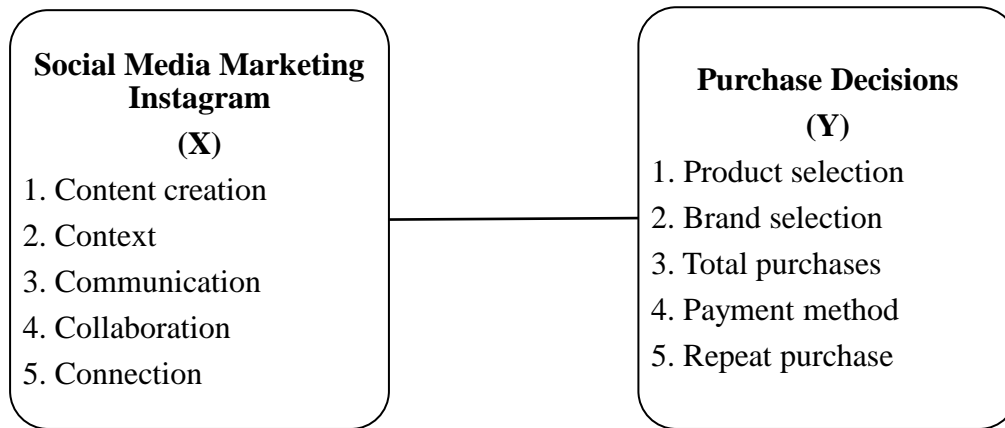 Social Media Marketing
Instagram
(X)
1. Content creation
2. Context
3. Communication
4. Collaboration
5. Connection
Purchase Decisions
(Y)
1. Product selection
2. Brand selection
3. Total purchases
4. Payment method
5. Repeat purchase